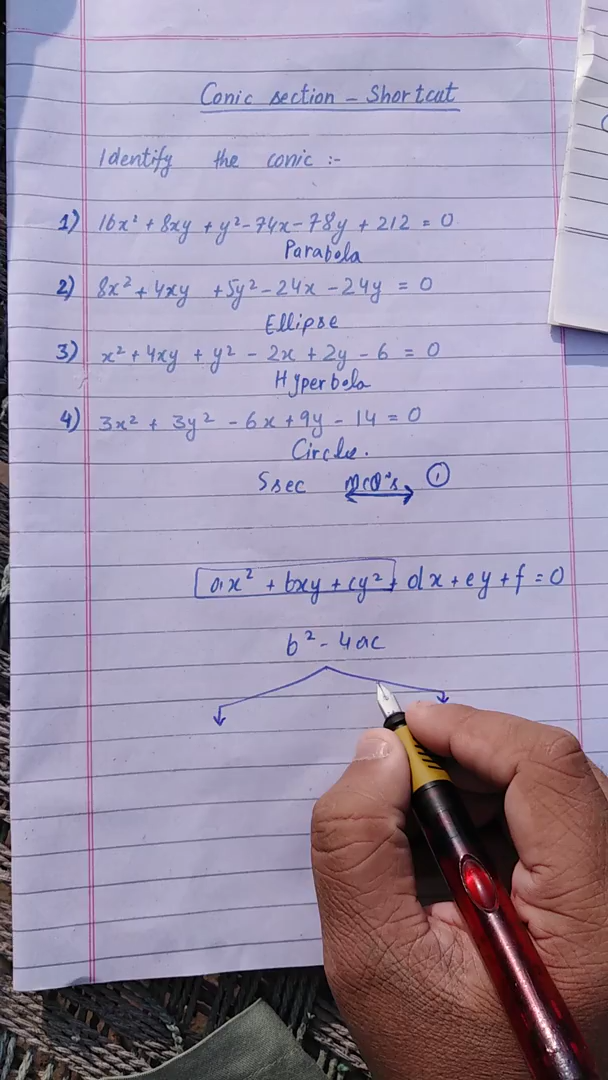 Conic section - Shortcut
Identify the conic :-
1) 16x² + 8xy + y² - 74x - 78y + 212 = 0
Parabola
2) 8x² + 4xy + 5y² - 24x - 24y = 0
Ellipse
3) x² + 4xy + y² - 2x + 2y - 6 = 0
Hyperbola
4) 3x² + 3y² - 6x + 9y - 14 = 0
Circle.
5sec MCQ's ①
ax² + bxy + cy² + dx + ey + f = 0
b² - 4ac